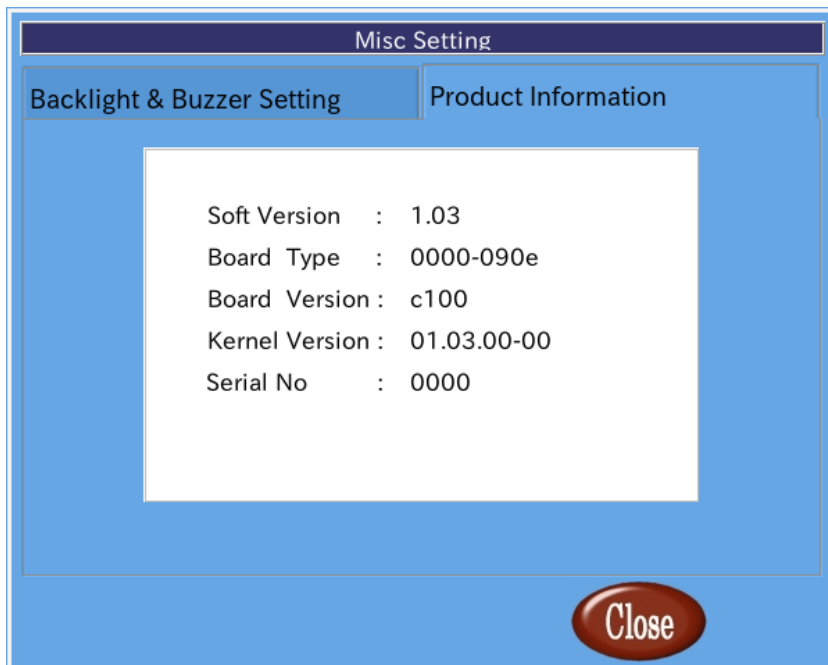 Misc Setting
Backlight & Buzzer Setting
Product Information
Soft Version : 1.03
Board Type : 0000-090e
Board Version : c100
Kernel Version : 01.03.00-00
Serial No : 0000
Close